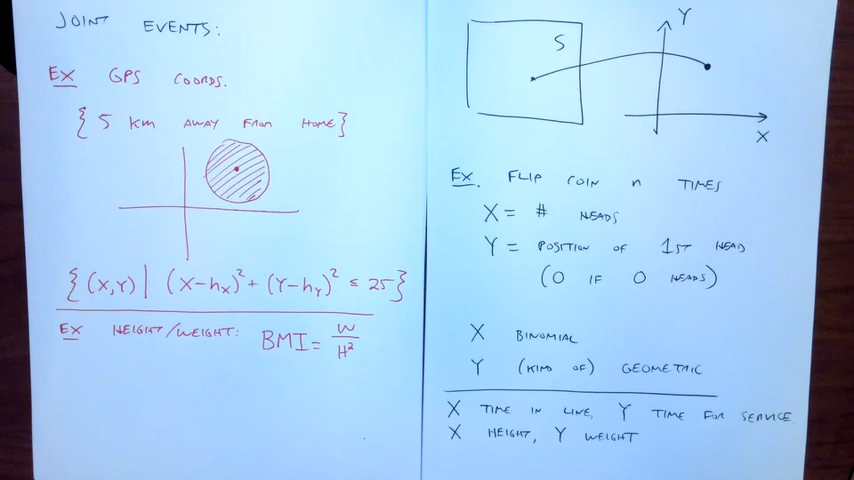 JOINT EVENTS:
EX GPS COORDS.
{5 KM AWAY FROM HOME}
{(X,Y)| (X-hx)² + (Y-hy)² ≤ 25}
EX HEIGHT/WEIGHT: BMI = W/H²
S
Y
X
EX. FLIP COIN n TIMES
X = # HEADS
Y = POSITION OF 1ST HEAD
(0 IF 0 HEADS)
X BINOMIAL
Y (KIND OF) GEOMETRIC
X TIME IN LINE, Y TIME FOR SERVICE
X HEIGHT, Y WEIGHT